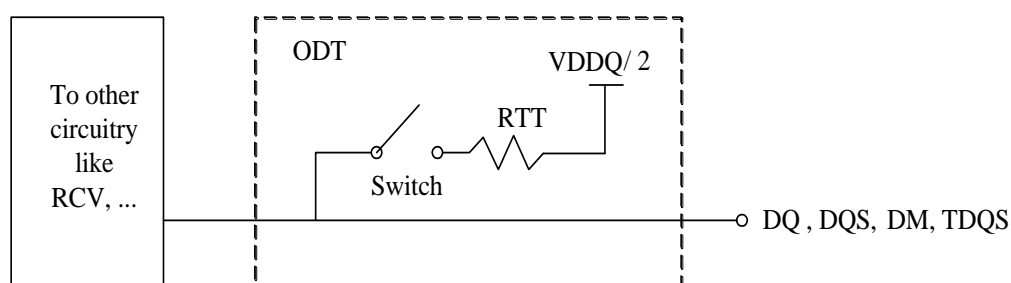 To other
circuitry
like
RCV, ...
ODT
VDDQ/ 2
RTT
Switch
DQ , DQS, DM, TDQS